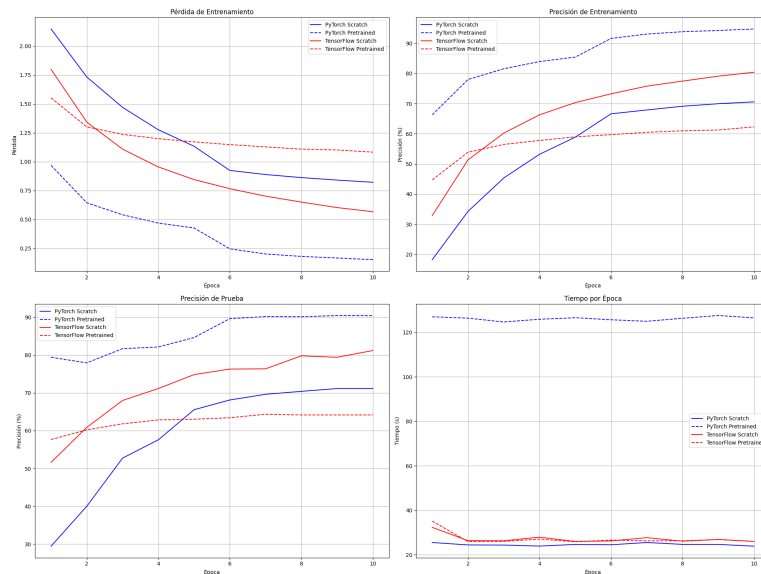 Pérdida de Entrenamiento
PyTorch Scratch
PyTorch Pretrained
TensorFlow Scratch
TensorFlow Pretrained
2.00
1.75
1.50
1.25
1.00
0.75
0.50
0.25
Pérdida
2 4 6 8 10
Época
Precisión de Entrenamiento
PyTorch Scratch
PyTorch Pretrained
TensorFlow Scratch
TensorFlow Pretrained
90
80
70
60
50
40
30
20
Precisión (%)
2 4 6 8 10
Época
Precisión de Prueba
PyTorch Scratch
PyTorch Pretrained
TensorFlow Scratch
TensorFlow Pretrained
90
80
70
60
50
40
30
Precisión (%)
2 4 6 8 10
Época
Tiempo por Época
120
100
80
60
40
20
Tiempo (s)
PyTorch Scratch
PyTorch Pretrained
TensorFlow Scratch
TensorFlow Pretrained
2 4 6 8 10
Época